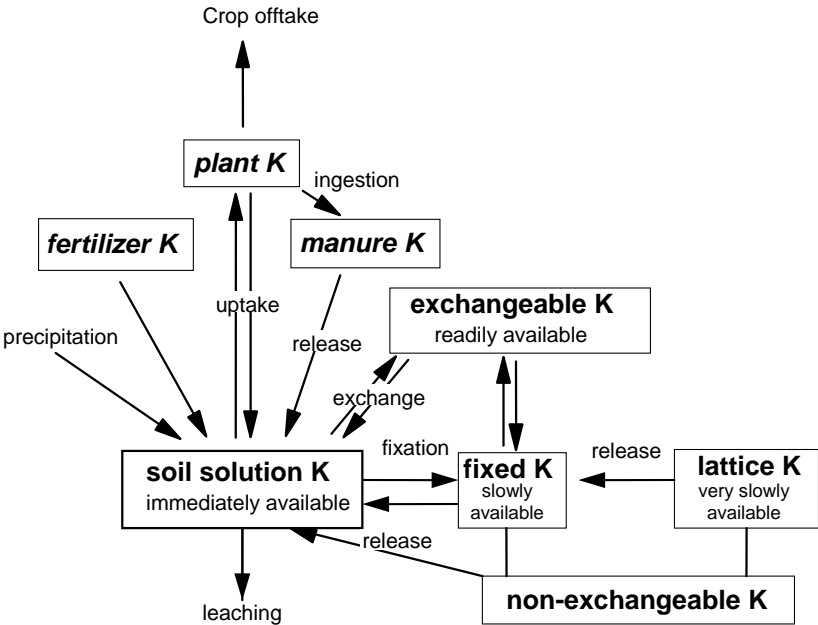 Crop offtake
plant K
ingestion
fertilizer K
manure K
uptake
exchangeable K
readily available
precipitation
release
exchange
fixation
soil solution K
immediately available
fixed K
slowly
available
release
lattice K
very slowly
available
release
non-exchangeable K
leaching